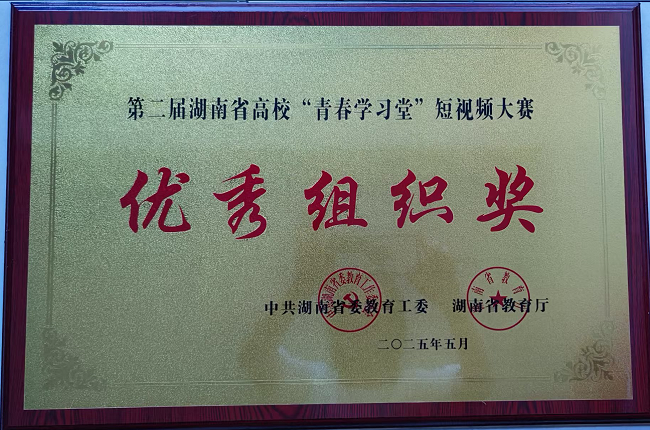 第二届湖南省高校“青春学习堂”短视频大赛
优秀组织奖
中共湖南省委教育工委 湖南省教育厅
二〇二五年五月